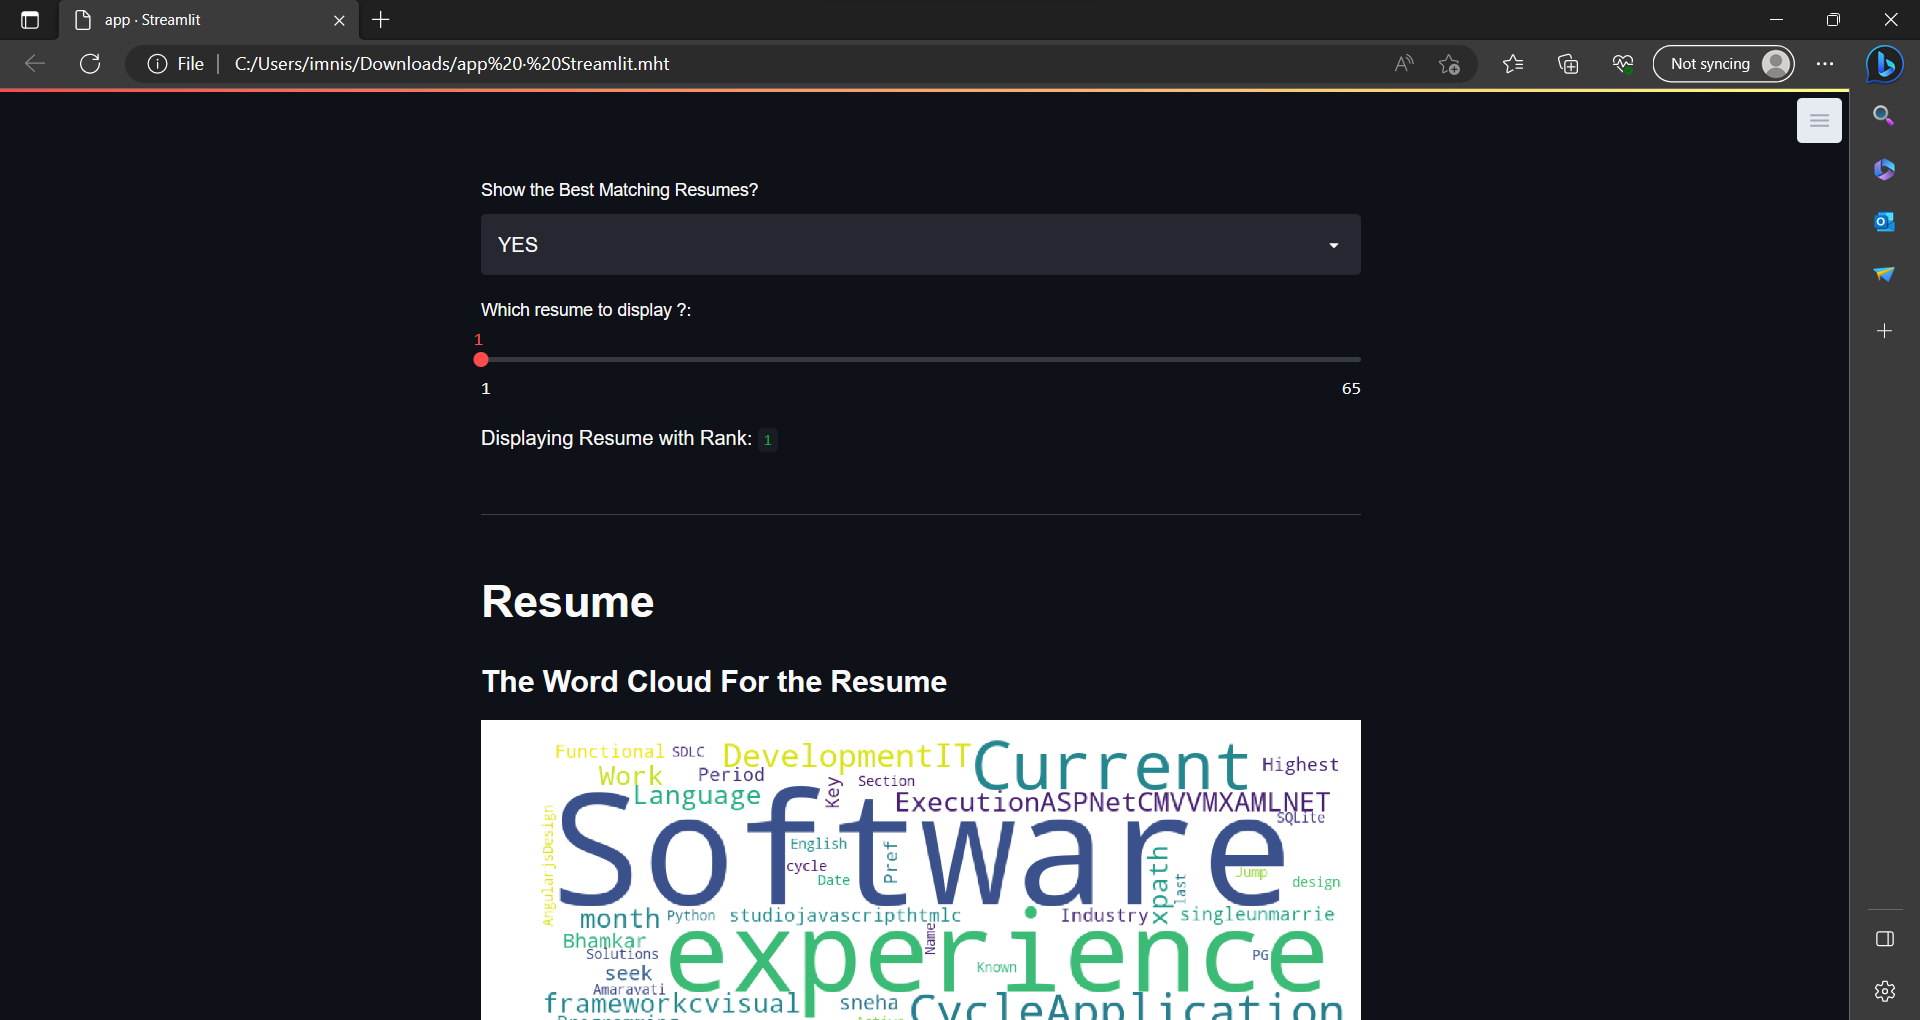 app · Streamlit
File
C:/Users/imnis/Downloads/app%20·%20Streamlit.mht
Not syncing
Show the Best Matching Resumes?
YES
Which resume to display ?:
1
1
65
Displaying Resume with Rank: 1
Resume
The Word Cloud For the Resume
Functional
SDLC
DevelopmentIT
Current
Highest
Work
Period
Key
Section
Language
ExecutionASPNetCMVVMXAMLNET
SQLite
Software
AngularjsDesign
English
Pref
cycle
Date
xpath
last
Jump
design
month
Python
studiojavascripthtmlc
Industry
singleunmarrie
Bhamkar
Solutions
experience
Name
Known
PG
seek
Amaravati
frameworkcvisual
sneha
CycleApplication